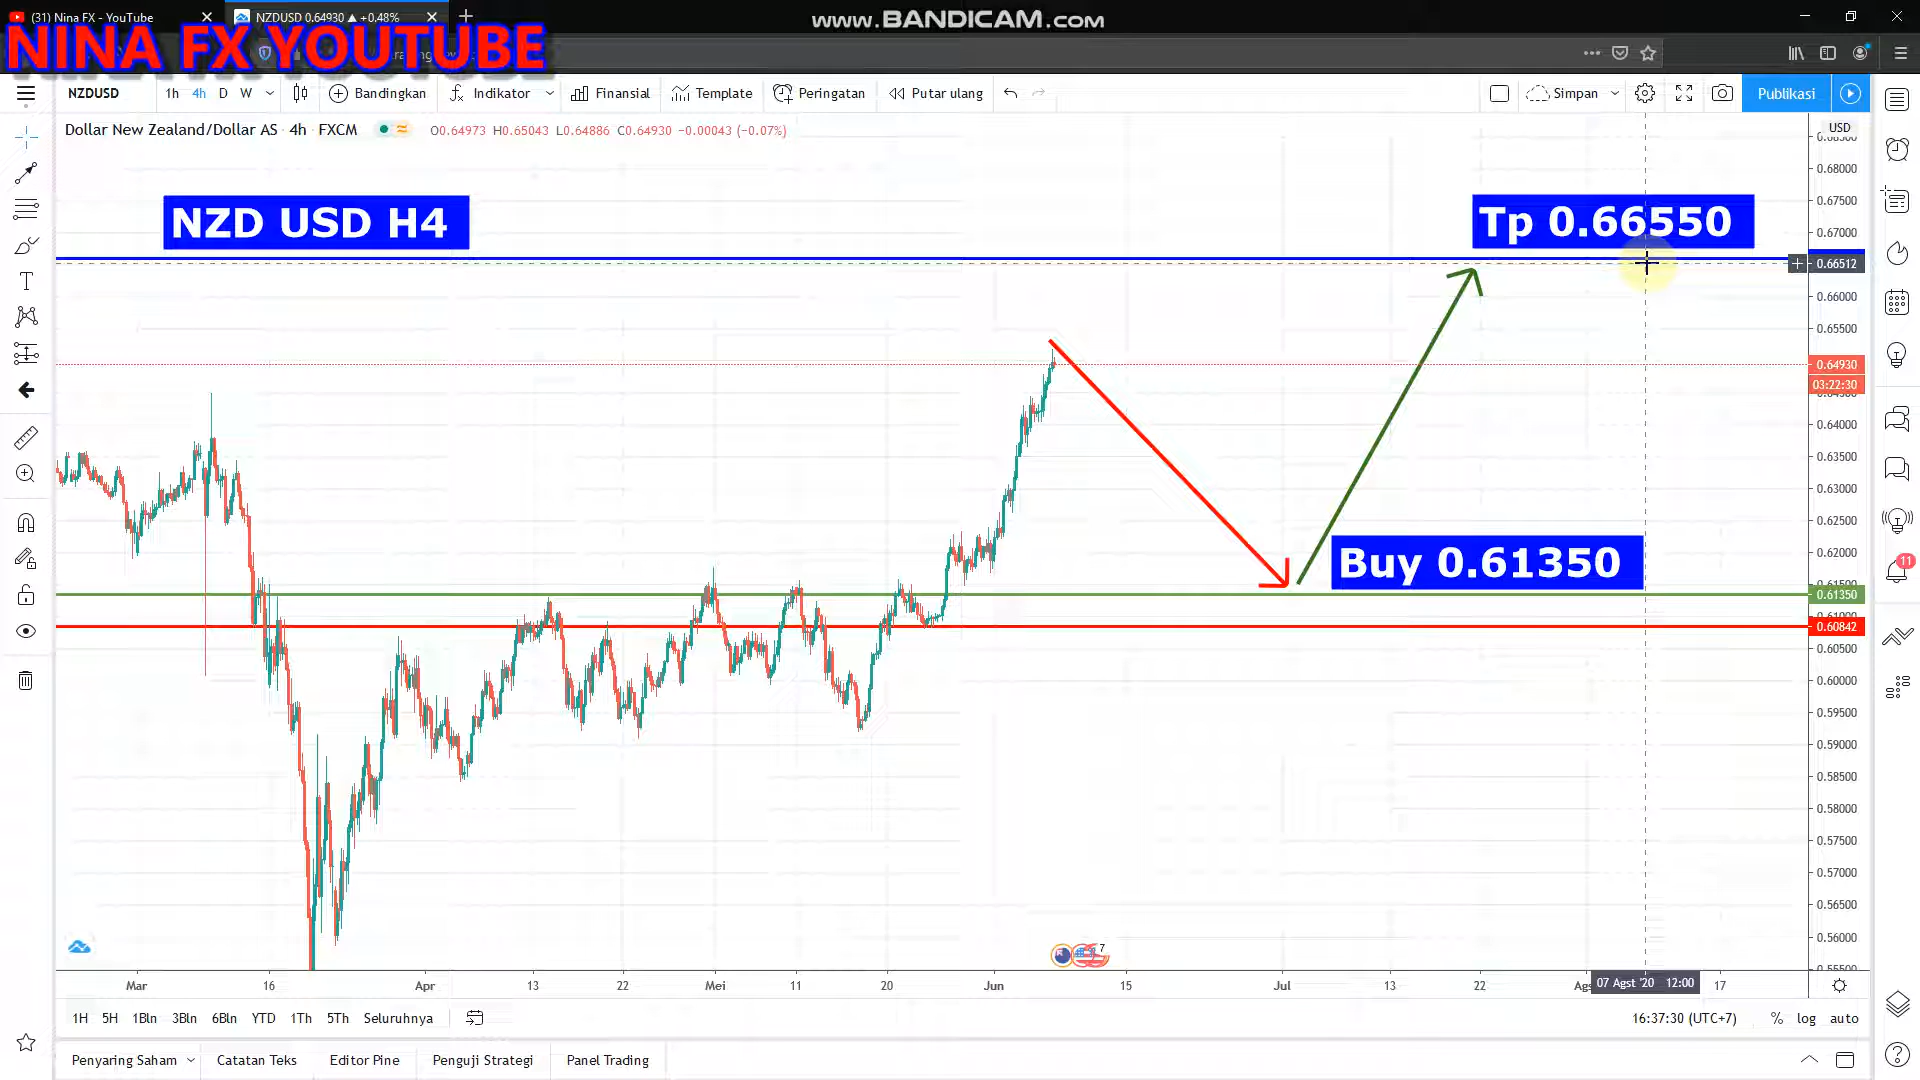 (31) Nina FX - YouTube
NZDUSD 0.64930 ▲ +0.48%
www.BANDICAM.com
NINA FX YOUTUBE
NZDUSD 1h 4h D W Bandingkan Indikator Finansial Template Peringatan Putar ulang Simpan Publikasi
Dollar New Zealand/Dollar AS · 4h · FXCM O0.64973 H0.65043 L0.64886 C0.64930 −0.00043 (−0.07%)
USD
0.68000
0.67500
NZD USD H4
Tp 0.66550
0.67000
0.66512
0.66000
0.65500
0.64930
03:22:30
0.64000
0.63500
0.63000
0.62500
0.62000
Buy 0.61350
0.61500
0.61350
0.61000
0.60842
0.60500
0.60000
0.59500
0.59000
0.58500
0.58000
0.57500
0.57000
0.56500
0.56000
11
7
Mar 16 Apr 13 22 Mei 11 20 Jun 15 Jul 13 22 07 Agst '20 12:00 17
1H 5H 1Bln 3Bln 6Bln YTD 1Th 5Th Seluruhnya 16:37:30 (UTC+7) % log auto
Penyaring Saham Catatan Teks Editor Pine Penguji Strategi Panel Trading